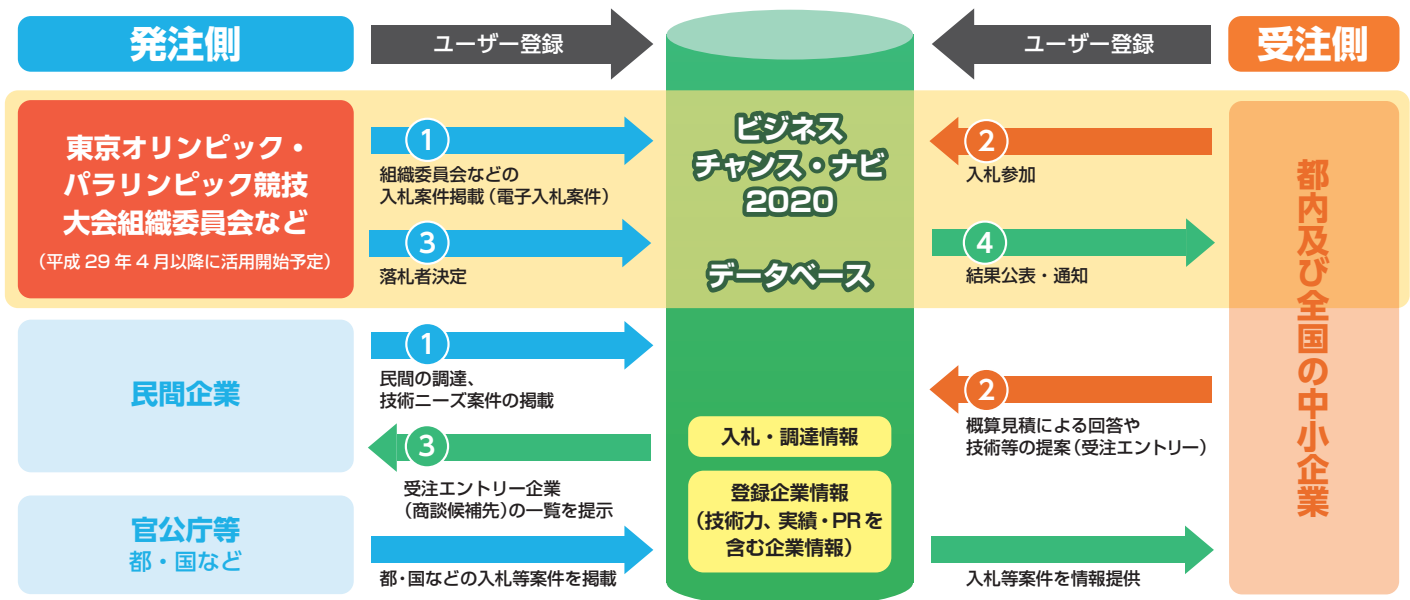 発注側
ユーザー登録
ユーザー登録
受注側
東京オリンピック・
パラリンピック競技
大会組織委員会など
（平成 29 年 4 月以降に活用開始予定）
1
組織委員会などの
入札案件掲載（電子入札案件）
3
落札者決定
ビジネス
チャンス・ナビ
2020
データベース
2
入札参加
4
結果公表・通知
都内及び全国の中小企業
民間企業
1
民間の調達、
技術ニーズ案件の掲載
3
受注エントリー企業
（商談候補先）の一覧を提示
入札・調達情報
登録企業情報
（技術力、実績・PR を
含む企業情報）
2
概算見積による回答や
技術等の提案（受注エントリー）
官公庁等
都・国など
都・国などの入札等案件を掲載
入札等案件を情報提供